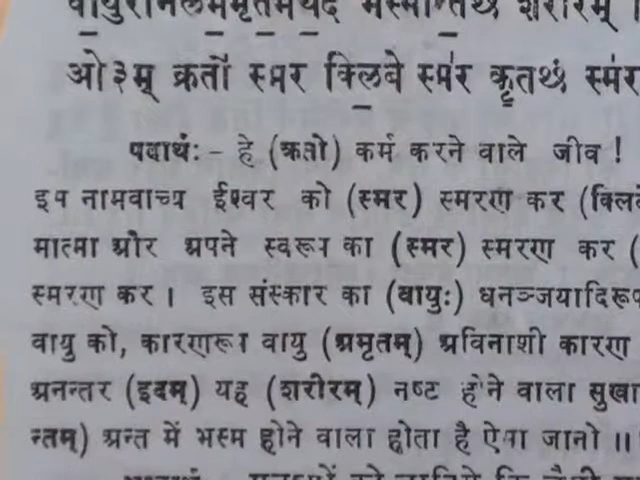 वायुरनिलममृतमथेदं भस्मान्तꣳ शरीरम् ।
ओ३म् क्रतो स्मर क्लिबे स्मर कृतꣳ स्मर
पदार्थः – हे (क्रतो) कर्म करने वाले जीव !
इस नामवाच्य ईश्वर को (स्मर) स्मरण कर
मात्मा और अपने स्वरूप का (स्मर) स्मरण कर (
स्मरण कर । इस संस्कार का (वायुः) धनञ्जयादिरूप
वायु को, कारणरूप वायु (अमृतम्) अविनाशी कारण
अनन्तर (इदम्) यह (शरीरम्) नष्ट होने वाला सुखा
न्तम्) अन्त में भस्म होने वाला होता है ऐसा जानो ॥